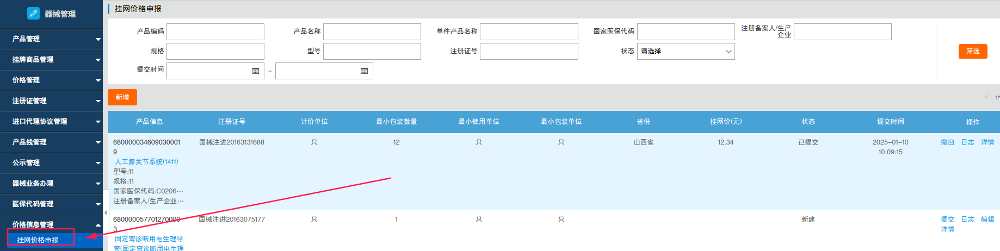 器械管理
产品管理
挂牌商品管理
价格管理
注册证管理
进口代理协议管理
产品线管理
公示管理
器械业务办理
医保代码管理
价格信息管理
挂网价格申报
挂网价格申报
产品编码 产品名称 单件产品名称 国家医保代码 注册备案人/生产
企业
规格 型号 注册证号 状态 请选择
筛选
提交时间 ~
新增
< 1/
产品信息 注册证号 计价单位 最小包装数量 最小使用单位 最小包装单位 省份 挂网价(元) 状态 提交时间 操作
680000034609030001 国械注进20163131688 只 12 只 只 山西省 12.34 已提交 2025-01-10 撤回 日志 详情
9 10:09:15
人工膝关节系统(1411)
型号:11
规格:11
国家医保代码:C0206…
注册备案人/生产企业…
680000057701270000 国械注进20163075177 只 1 只 只 新建 提交 日志 编辑
3 详情
固定弯诊断用电生理导
管(固定弯诊断用电生理